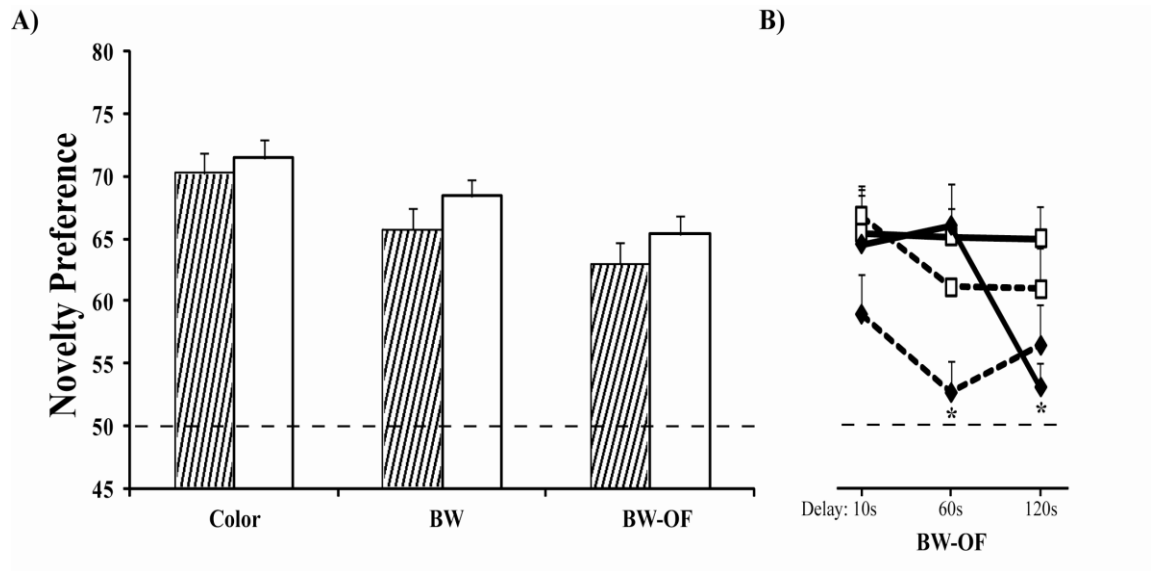 A)
B)
Novelty Preference
80
75
70
65
60
55
50
45
Color
BW
BW-OF
*
*
Delay: 10s
60s
120s
BW-OF